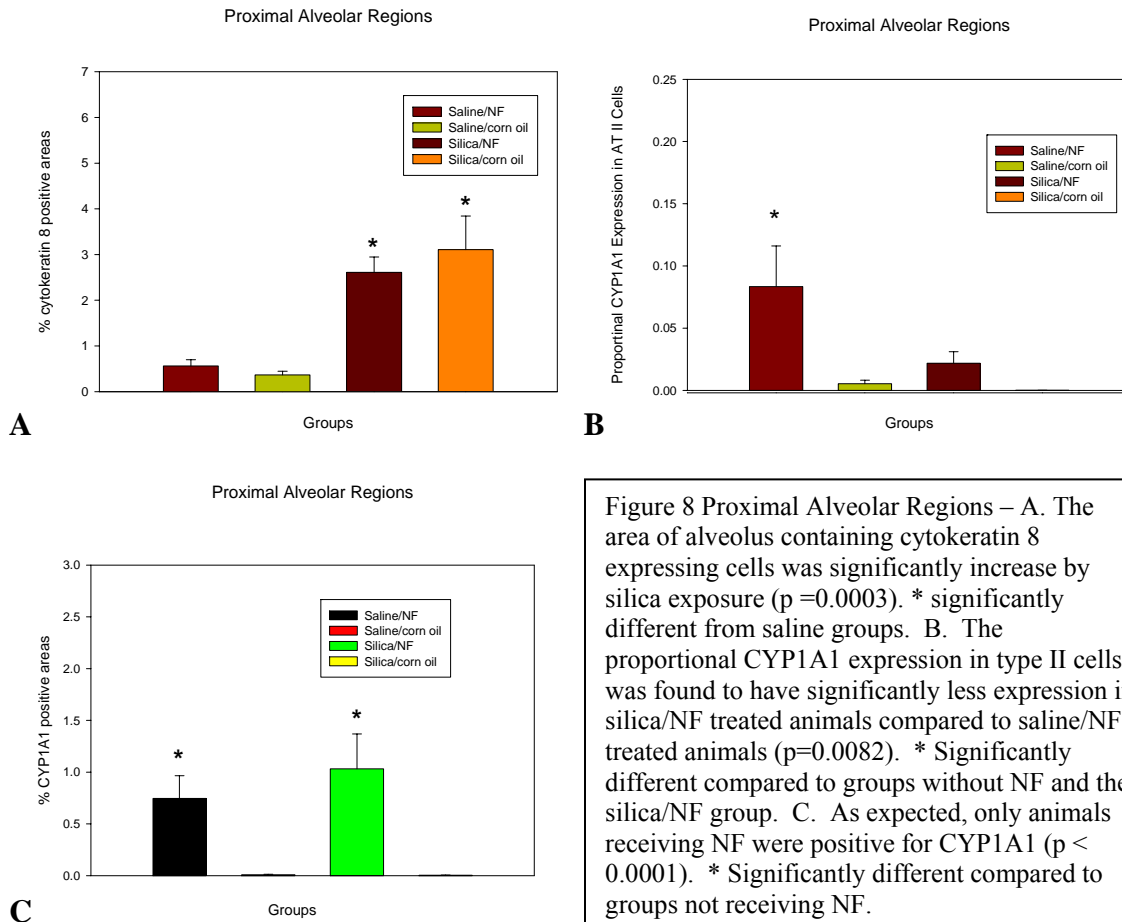 Proximal Alveolar Regions
% cytokeratin 8 positive areas
7
6
5
4
3
2
1
0
Saline/NF
Saline/corn oil
Silica/NF
Silica/corn oil
*
*
Groups
A
Proximal Alveolar Regions
Proportinal CYP1A1 Expression in AT II Cells
0.25
0.20
0.15
0.10
0.05
0.00
Saline/NF
Saline/corn oil
Silica/NF
Silica/corn oil
*
Groups
B
Proximal Alveolar Regions
% CYP1A1 positive areas
3.0
2.5
2.0
1.5
1.0
0.5
0.0
Saline/NF
Saline/corn oil
Silica/NF
Silica/corn oil
*
*
Groups
C
Figure 8 Proximal Alveolar Regions – A. The
area of alveolus containing cytokeratin 8
expressing cells was significantly increase by
silica exposure (p =0.0003). * significantly
different from saline groups. B. The
proportional CYP1A1 expression in type II cells
was found to have significantly less expression
silica/NF treated animals compared to saline/NF
treated animals (p=0.0082). * Significantly
different compared to groups without NF and the
silica/NF group. C. As expected, only animals
receiving NF were positive for CYP1A1 (p <
0.0001). * Significantly different compared to
groups not receiving NF.